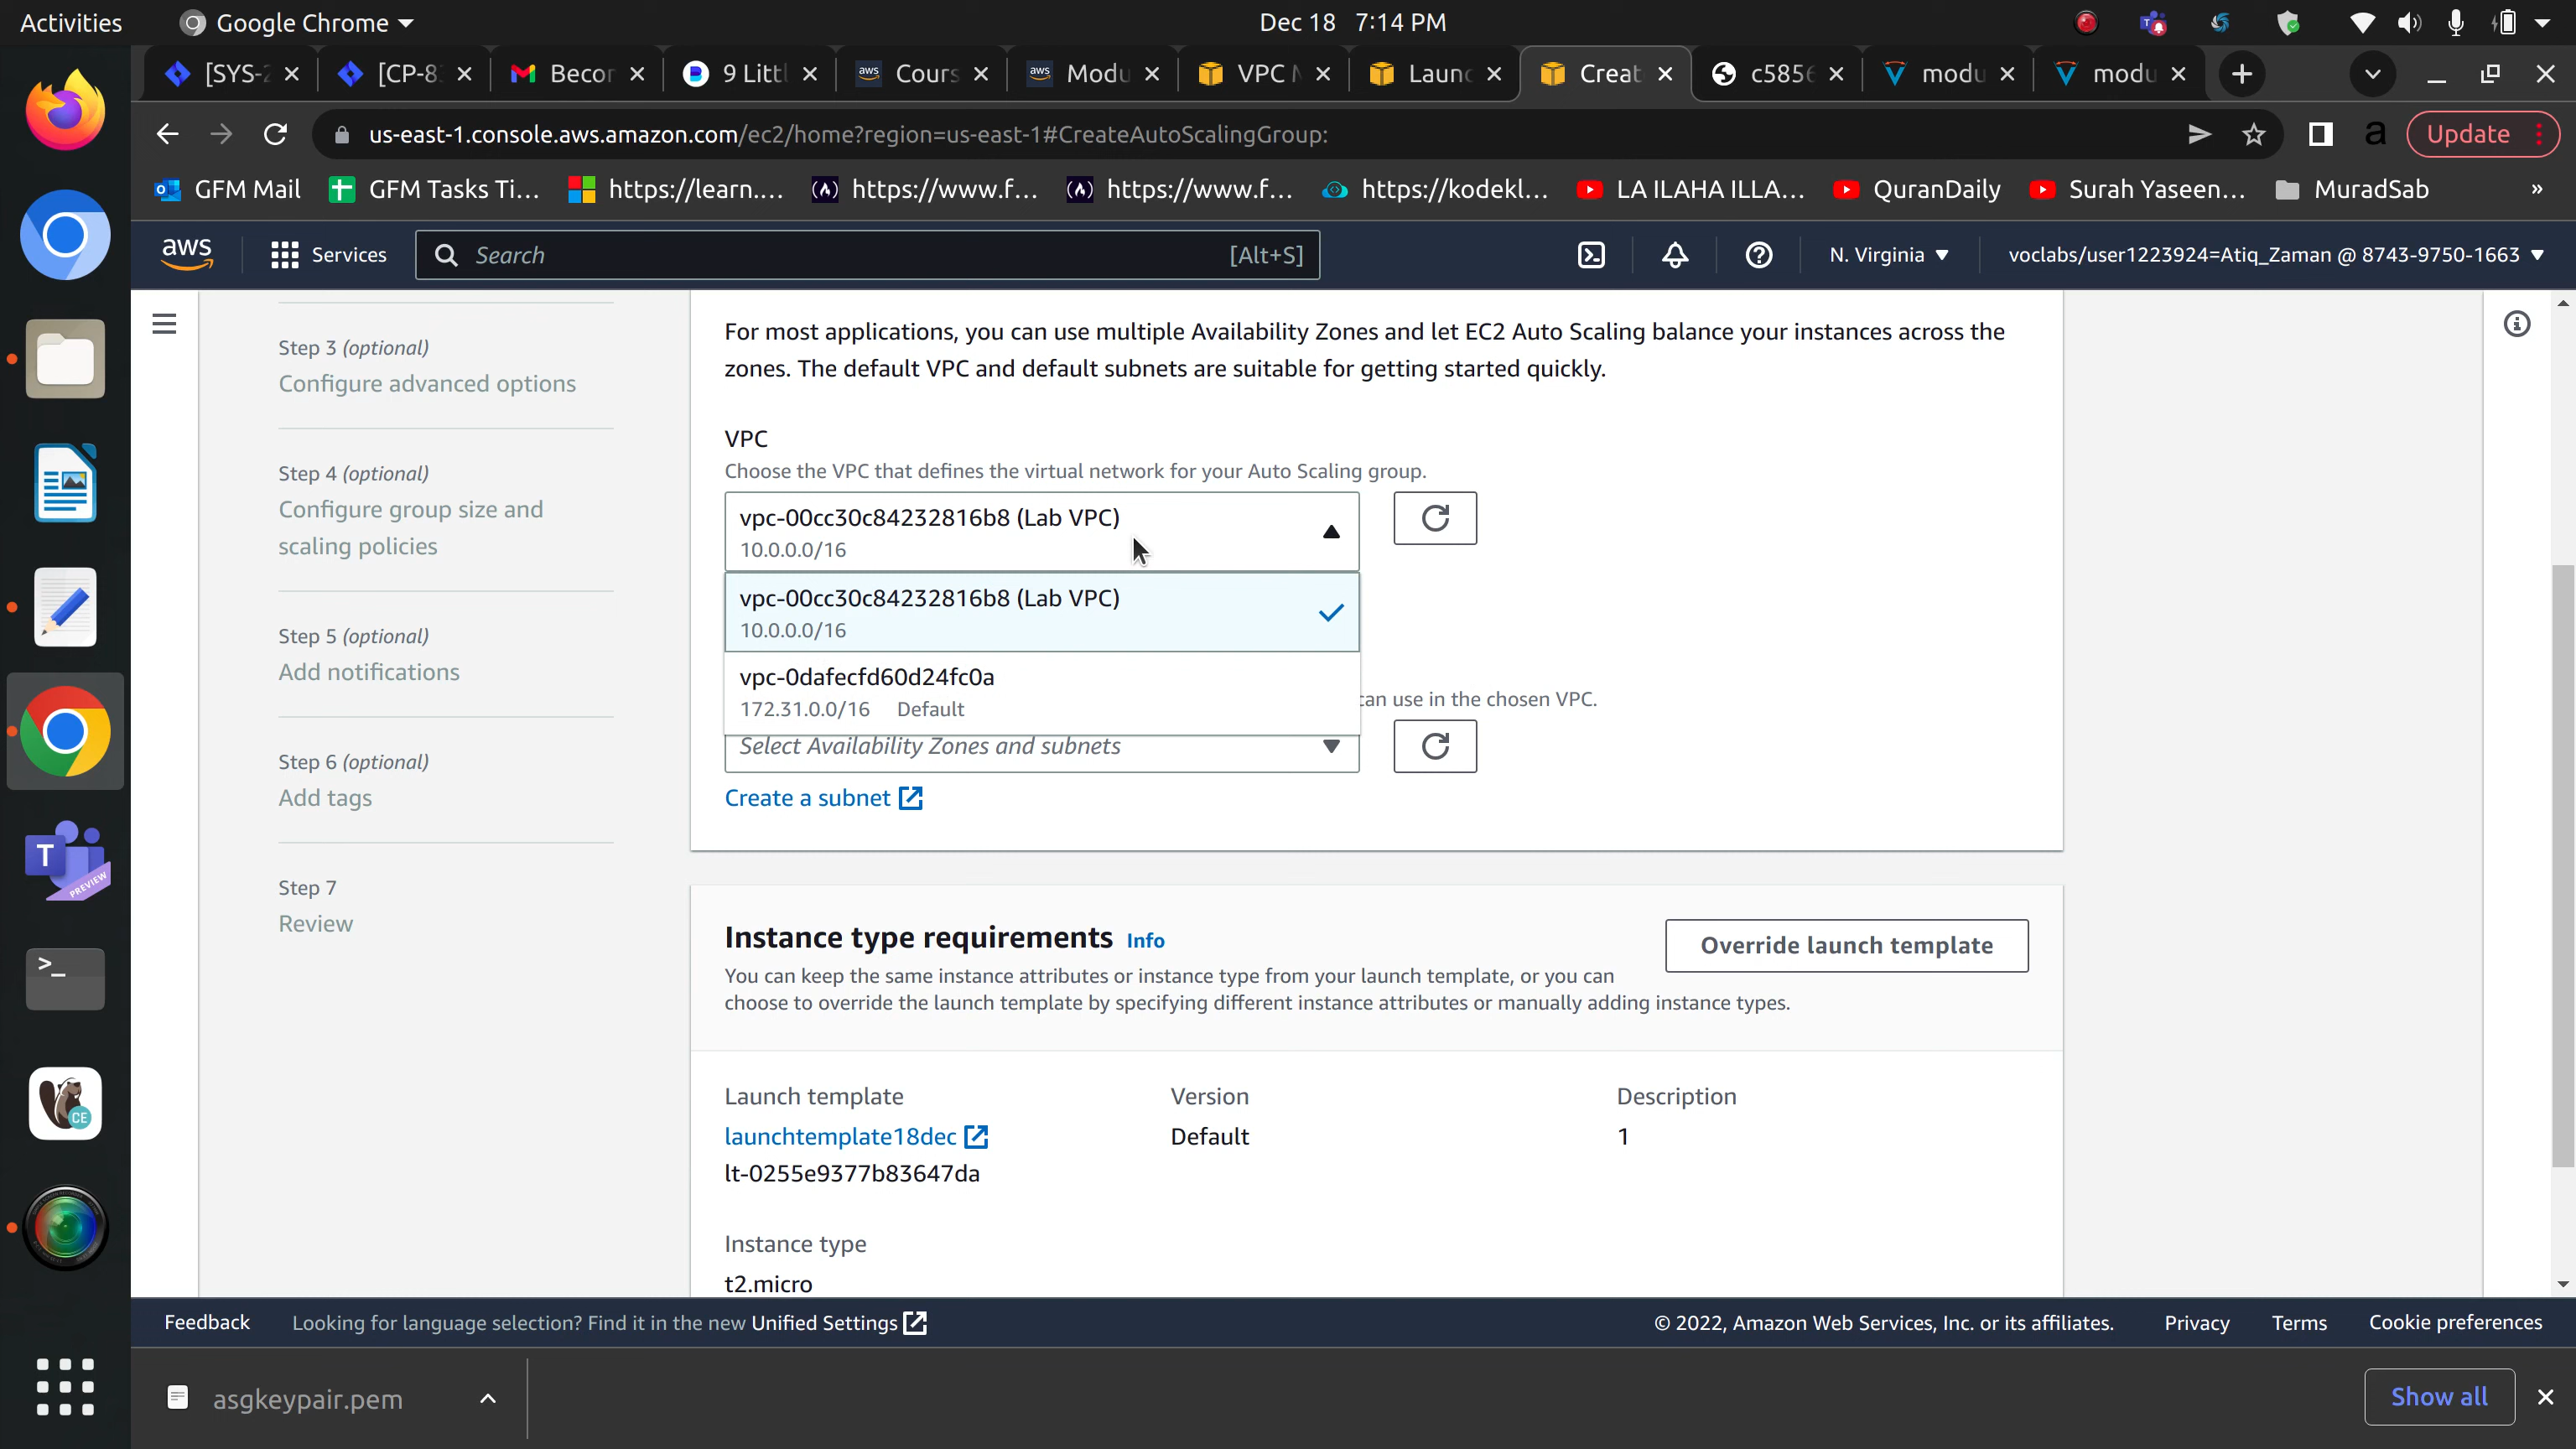 Activities
Google Chrome
Dec 18 7:14 PM
[SYS-2
[CP-8
Becor
9 Littl
aws
Cours
aws
Modu
VPC
Launc
Creat
c5856
modu
modu
us-east-1.console.aws.amazon.com/ec2/home?region=us-east-1#CreateAutoScalingGroup:
a
Update
GFM Mail
GFM Tasks Ti...
https://learn....
https://www.f...
https://www.f...
https://kodekl...
LA ILAHA ILLA...
QuranDaily
Surah Yaseen...
MuradSab
»
aws
Services
Search
[Alt+S]
N. Virginia
voclabs/user1223924=Atiq_Zaman @ 8743-9750-1663
Step 3 (optional)
Configure advanced options
Step 4 (optional)
Configure group size and
scaling policies
Step 5 (optional)
Add notifications
Step 6 (optional)
Add tags
Step 7
Review
For most applications, you can use multiple Availability Zones and let EC2 Auto Scaling balance your instances across the
zones. The default VPC and default subnets are suitable for getting started quickly.
VPC
Choose the VPC that defines the virtual network for your Auto Scaling group.
vpc-00cc30c84232816b8 (Lab VPC)
10.0.0.0/16
vpc-00cc30c84232816b8 (Lab VPC)
10.0.0.0/16
vpc-0dafecfd60d24fc0a
172.31.0.0/16 Default
can use in the chosen VPC.
Select Availability Zones and subnets
Create a subnet
Instance type requirements Info
Override launch template
You can keep the same instance attributes or instance type from your launch template, or you can
choose to override the launch template by specifying different instance attributes or manually adding instance types.
Launch template
Version
Description
launchtemplate18dec
Default
1
lt-0255e9377b83647da
Instance type
t2.micro
T
PREVIEW
>_
CE
Feedback
Looking for language selection? Find it in the new Unified Settings
© 2022, Amazon Web Services, Inc. or its affiliates.
Privacy
Terms
Cookie preferences
asgkeypair.pem
Show all